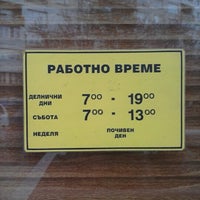 РАБОТНО ВРЕМЕ
ДЕЛНИЧНИ ДНИ 7⁰⁰ - 19⁰⁰
СЪБОТА 7⁰⁰ - 13⁰⁰
НЕДЕЛЯ ПОЧИВЕН ДЕН